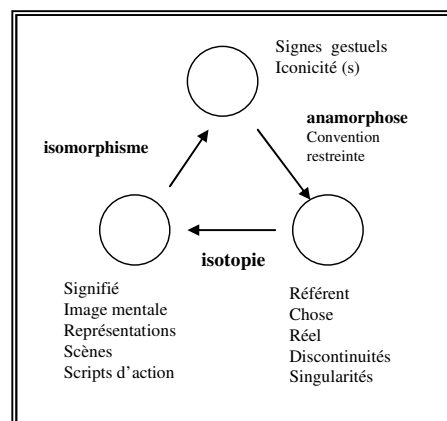 Signes gestuels
Iconicité (s)
anamorphose
Convention
restreinte
isomorphisme
isotopie
Signifié
Image mentale
Représentations
Scènes
Scripts d'action
Référent
Chose
Réel
Discontinuités
Singularités